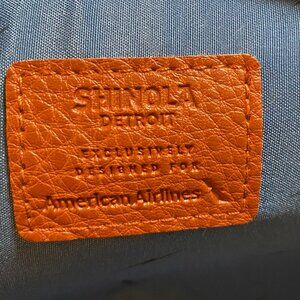 SHINOLA
DETROIT
EXCLUSIVELY
DESIGNED FOR
American Airlines